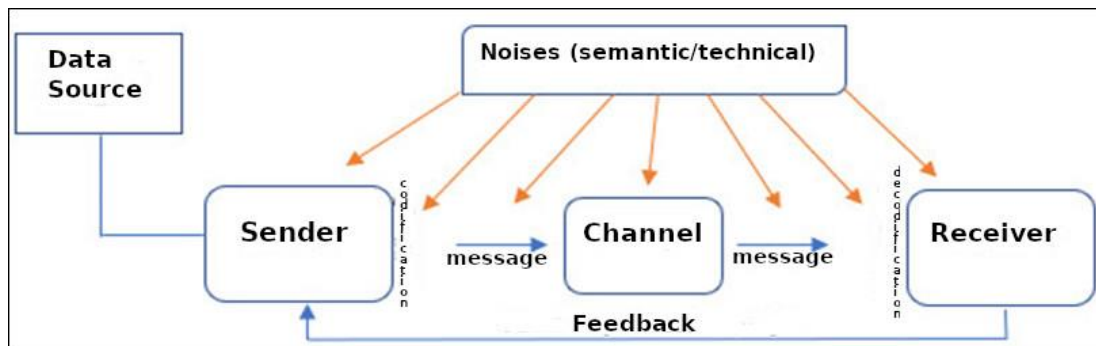 Data
Source
Noises (semantic/technical)
Sender
codification
message
Channel
message
decodification
Receiver
Feedback